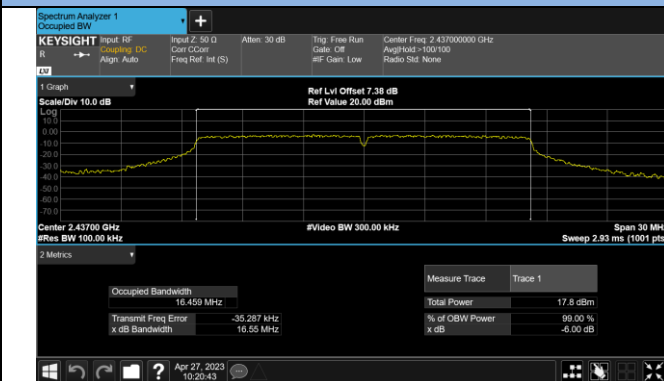 Spectrum Analyzer 1
Occupied BW
+
KEYSIGHT
R
LXI
Input: RF
Coupling: DC
Align: Auto
Input Z: 50 Ω
Corr CCorr
Freq Ref: Int (S)
Atten: 30 dB
Trig: Free Run
Gate: Off
#IF Gain: Low
Center Freq: 2.437000000 GHz
Avg|Hold:>100/100
Radio Std: None
1 Graph
Scale/Div 10.0 dB
Ref Lvl Offset 7.38 dB
Ref Value 20.00 dBm
Log
10.0
0.00
-10.0
-20.0
-30.0
-40.0
-50.0
-60.0
-70.0
Center 2.43700 GHz
#Res BW 100.00 kHz
#Video BW 300.00 kHz
Span 30 MH
Sweep 2.93 ms (1001 pts
2 Metrics
Measure Trace Trace 1
Occupied Bandwidth
16.459 MHz
Total Power 17.8 dBm
Transmit Freq Error -35.287 kHz
% of OBW Power 99.00 %
x dB Bandwidth 16.55 MHz
x dB -6.00 dB
?
Apr 27, 2023
10:20:43